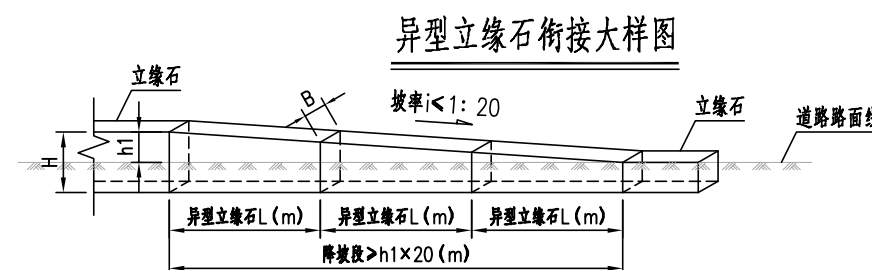 异型立缘石衔接大样图
立缘石
B
坡率i≤1：20
立缘石
道路路面线
H
h1
异型立缘石L(m)
异型立缘石L(m)
异型立缘石L(m)
降坡段≥h1×20(m)